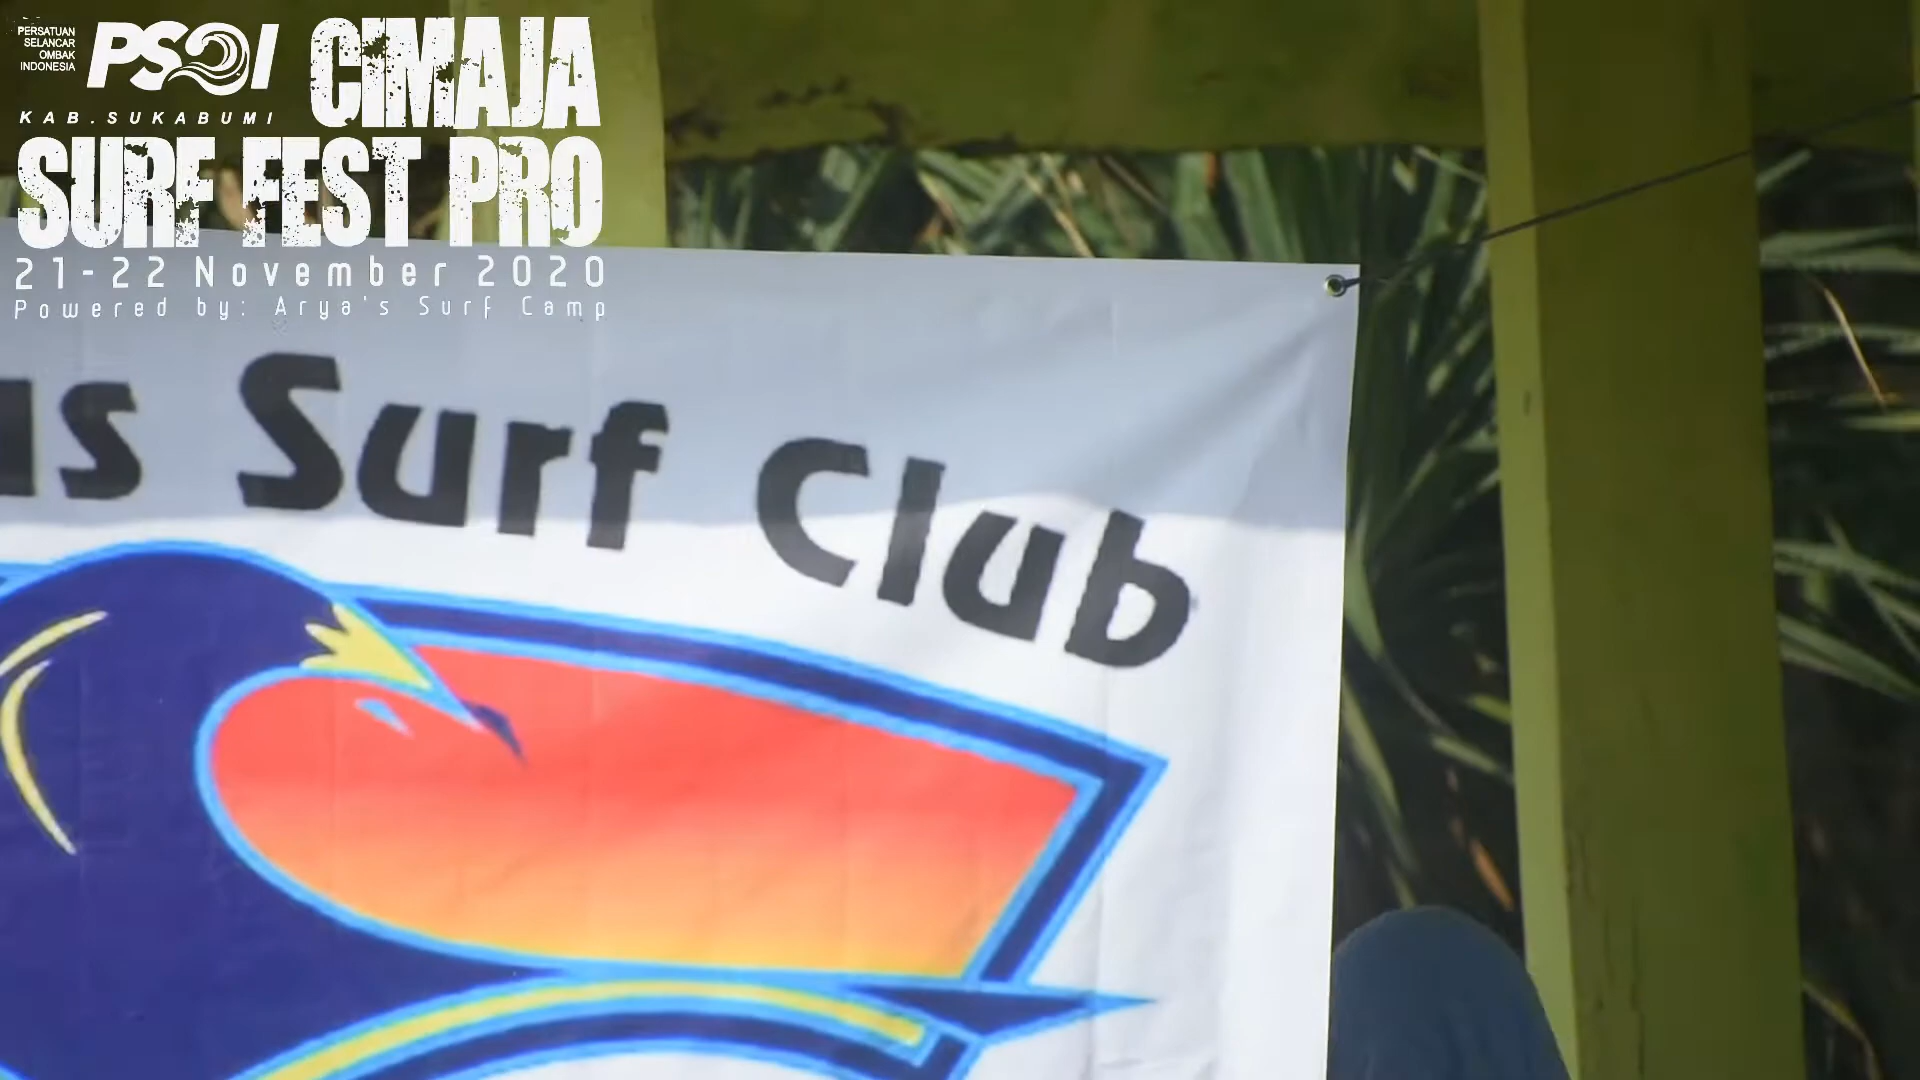 PERSATUAN
SELANCAR
OMBAK
INDONESIA
PSOI
KAB.SUKABUMI
CIMAJA
SURF FEST PRO
21-22 November 2020
Powered by: Arya's Surf Camp
us Surf Club